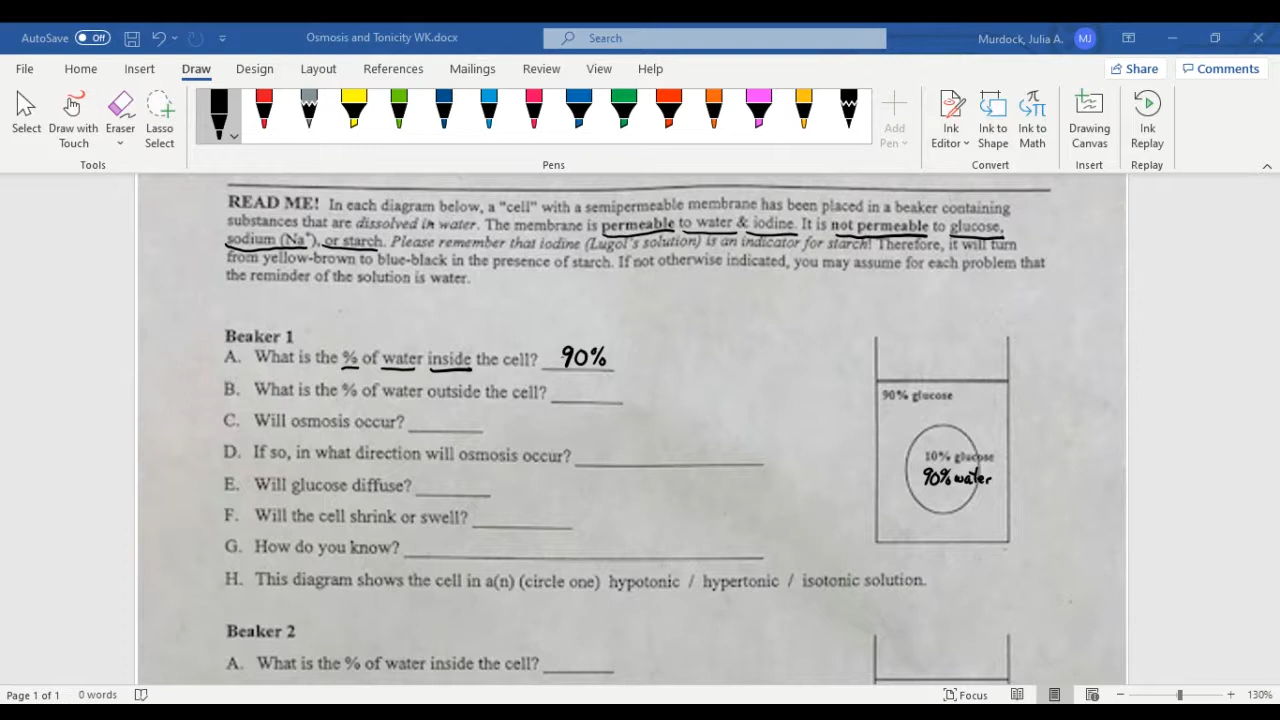 AutoSave Off Osmosis and Tonicity WK.docx Search Murdock, Julia A. MJ
File Home Insert Draw Design Layout References Mailings Review View Help Share Comments
Select Draw with Touch Eraser Lasso Select Add Pen Ink Editor Ink to Shape Ink to Math Drawing Canvas Ink Replay
Tools Pens Convert Insert Replay
READ ME! In each diagram below, a "cell" with a semipermeable membrane has been placed in a beaker containing
substances that are dissolved in water. The membrane is permeable to water & iodine. It is not permeable to glucose,
sodium (Na+), or starch. Please remember that iodine (Lugol's solution) is an indicator for starch! Therefore, it will turn
from yellow-brown to blue-black in the presence of starch. If not otherwise indicated, you may assume for each problem that
the reminder of the solution is water.
Beaker 1
A. What is the % of water inside the cell? 90%
B. What is the % of water outside the cell?
C. Will osmosis occur?
D. If so, in what direction will osmosis occur?
E. Will glucose diffuse?
F. Will the cell shrink or swell?
G. How do you know?
H. This diagram shows the cell in a(n) (circle one) hypotonic / hypertonic / isotonic solution.
90% glucose
10% glucose
90% water
Beaker 2
A. What is the % of water inside the cell?
Page 1 of 1 0 words Focus 130%